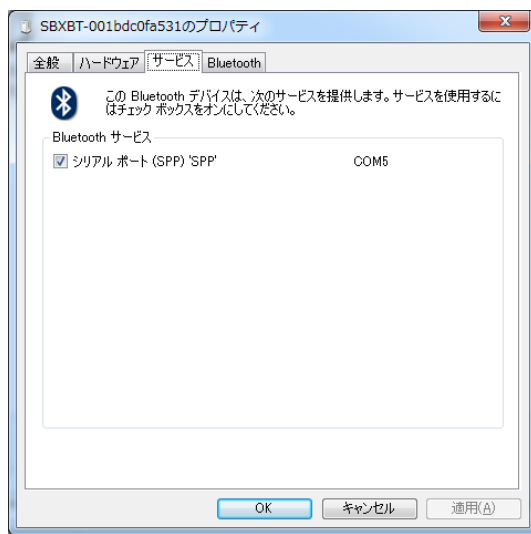 SBXBT-001bdc0fa531のプロパティ
全般 ハードウェア サービス Bluetooth
この Bluetooth デバイスは、次のサービスを提供します。サービスを使用するに
はチェック ボックスをオンにしてください。
Bluetooth サービス
シリアル ポート (SPP) 'SPP' COM5
OK キャンセル 適用(A)